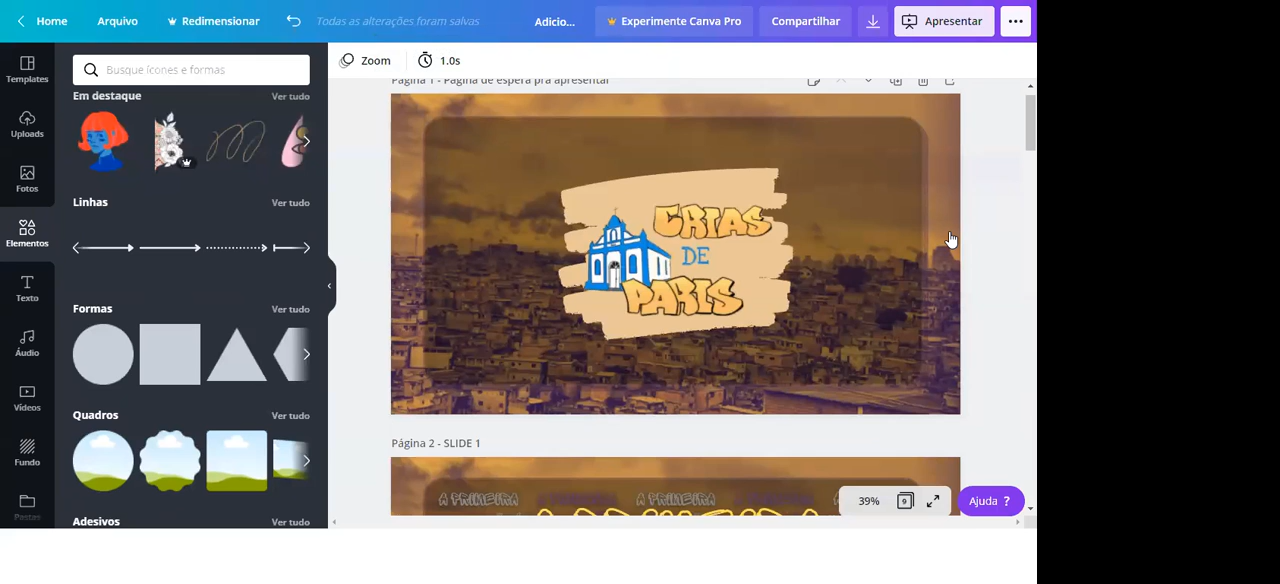 Home
Arquivo
Redimensionar
Todas as alterações foram salvas
Adicio...
Experimente Canva Pro
Compartilhar
Apresentar
Templates
Uploads
Fotos
Elementos
Texto
Áudio
Vídeos
Fundo
Pastas
Busque ícones e formas
Em destaque
Ver tudo
Linhas
Ver tudo
Formas
Ver tudo
Quadros
Ver tudo
Adesivos
Ver tudo
Zoom
1.0s
Página 1 - Página de espera pra apresentar
CRIAS
DE
PARIS
Página 2 - SLIDE 1
A PRIMEIRA
A PRIMEIRA
39%
9
Ajuda ?